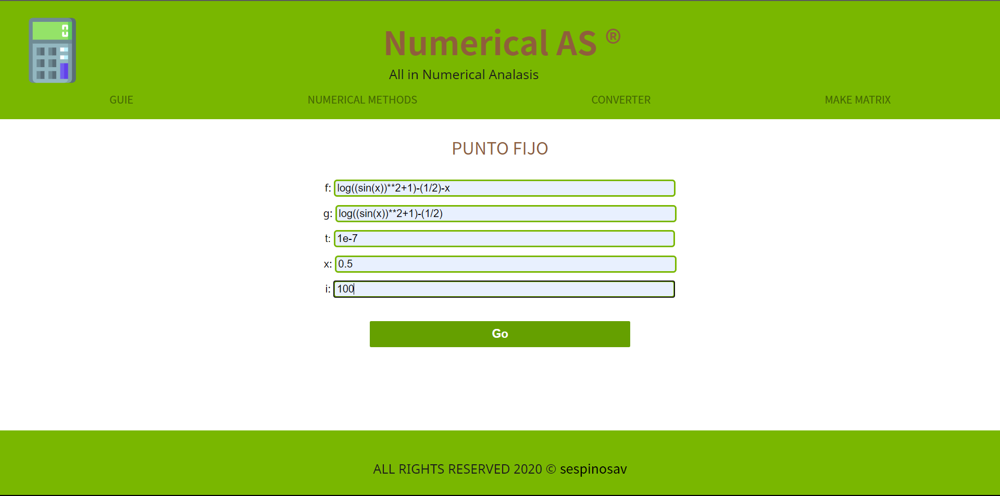 Numerical AS ®
All in Numerical Analasis
GUIE NUMERICAL METHODS CONVERTER MAKE MATRIX
PUNTO FIJO
f: log((sin(x))**2+1)-(1/2)-x
g: log((sin(x))**2+1)-(1/2)
t: 1e-7
x: 0.5
i: 100
Go
ALL RIGHTS RESERVED 2020 © sespinosav